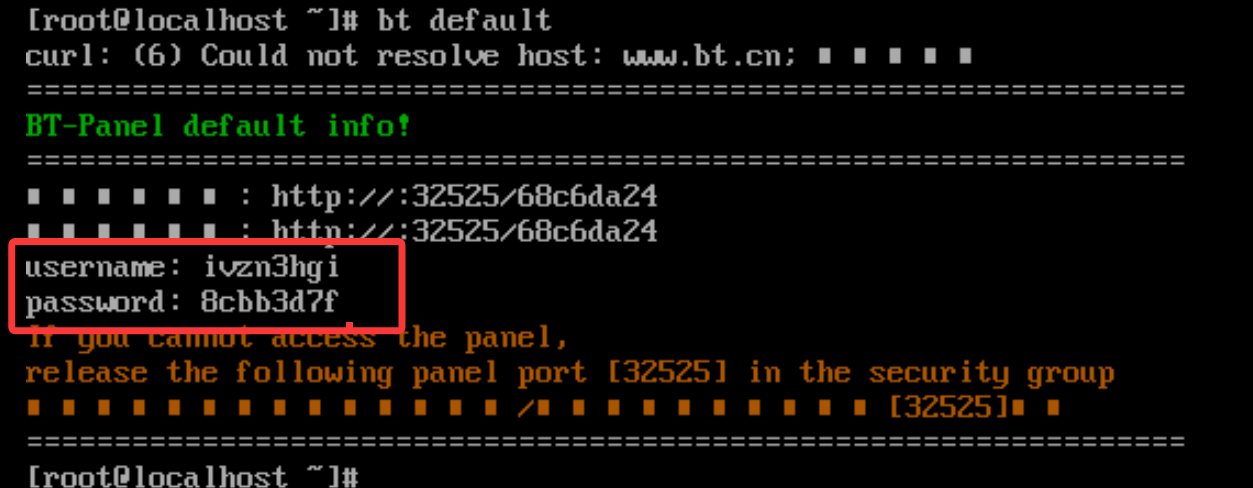 [root@localhost ~]# bt default
curl: (6) Could not resolve host: www.bt.cn; ∎ ∎ ∎ ∎ ∎
==================================================================
BT-Panel default info!
==================================================================
∎ ∎ ∎ ∎ ∎ ∎ : http://:32525/68c6da24
∎ ∎ ∎ ∎ ∎ ∎ : http://:32525/68c6da24
username: ivzn3hgi
password: 8cbb3d7f
If you cannot access the panel,
release the following panel port [32525] in the security group
∎ ∎ ∎ ∎ ∎ ∎ ∎ ∎ ∎ ∎ ∎ ∎ ∎ ∎ /∎ ∎ ∎ ∎ ∎ ∎ ∎ ∎ ∎ ∎ [32525]∎ ∎
==================================================================
[root@localhost ~]#